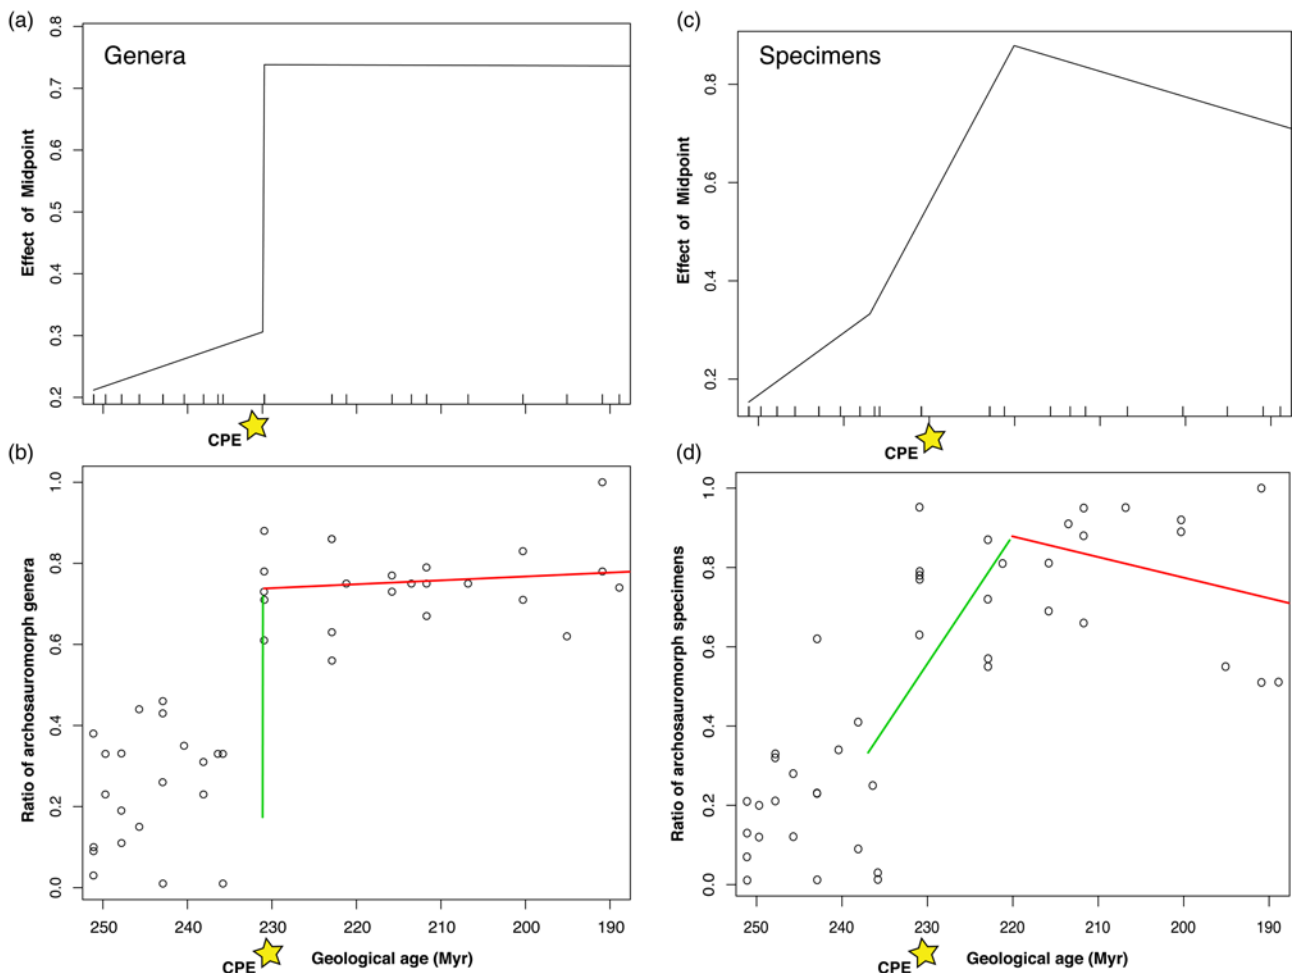 (a)
Genera
Effect of Midpoint
0.8
0.7
0.6
0.5
0.4
0.3
0.2
CPE
(c)
Specimens
Effect of Midpoint
0.8
0.6
0.4
0.2
CPE
(b)
Ratio of archosauromorph genera
1.0
0.8
0.6
0.4
0.2
0.0
250 240 230 220 210 200 190
CPE Geological age (Myr)
(d)
Ratio of archosauromorph specimens
1.0
0.8
0.6
0.4
0.2
0.0
250 240 230 220 210 200 190
CPE Geological age (Myr)